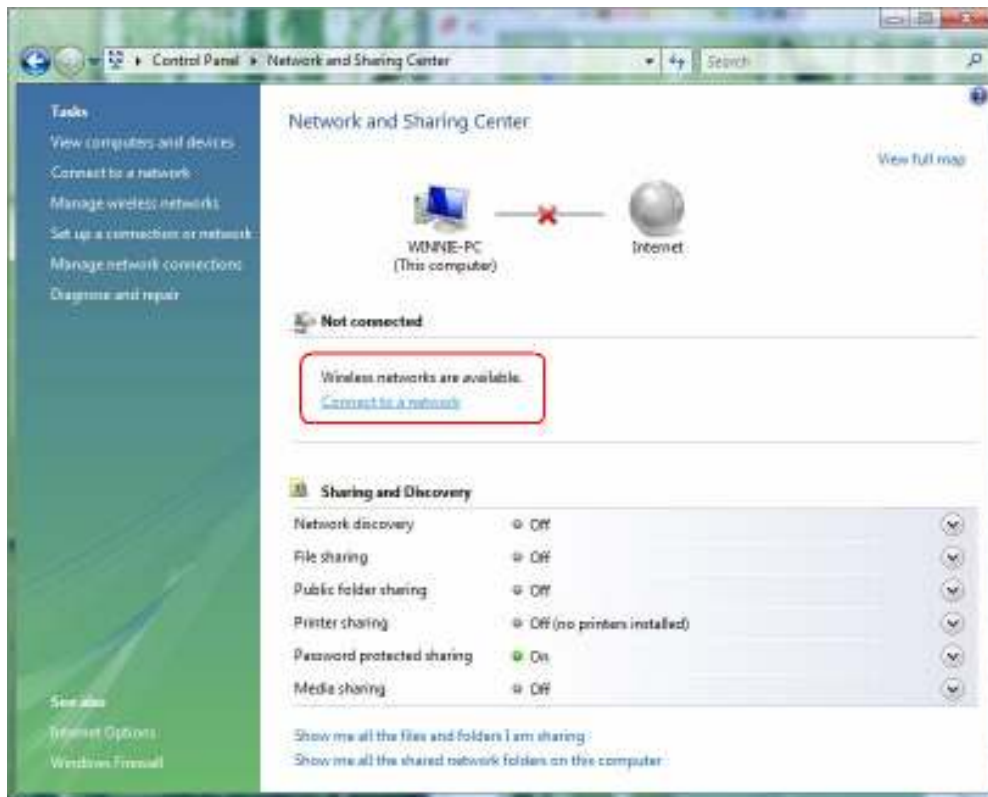 Control Panel ▸ Network and Sharing Center
Search
Tasks
View computers and devices
Connect to a network
Manage wireless networks
Set up a connection or network
Manage network connections
Diagnose and repair
See also
Internet Options
Windows Firewall
Network and Sharing Center
View full map
WINNIE-PC
(This computer)
Internet
Not connected
Wireless networks are available.
Connect to a network
Sharing and Discovery
Network discovery Off
File sharing Off
Public folder sharing Off
Printer sharing Off (no printers installed)
Password protected sharing On
Media sharing Off
Show me all the files and folders I am sharing
Show me all the shared network folders on this computer